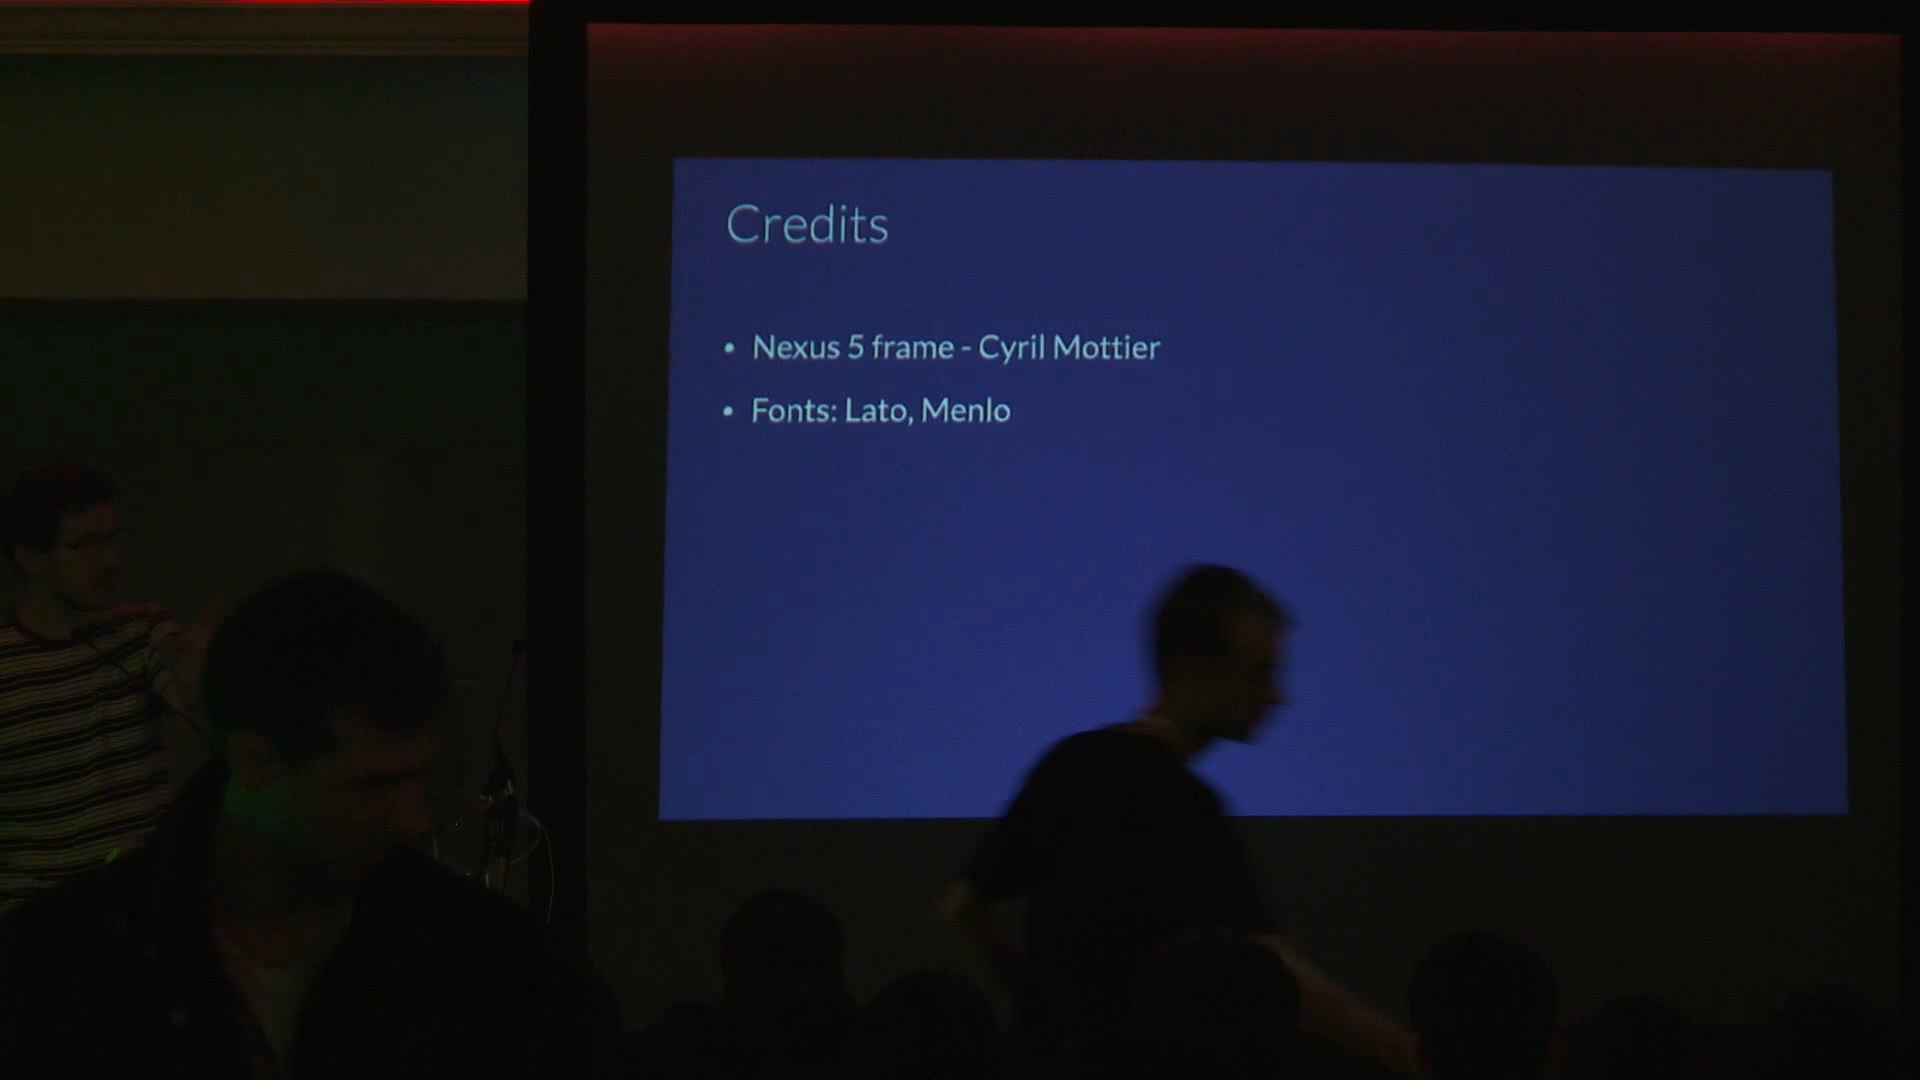 Credits
• Nexus 5 frame - Cyril Mottier
• Fonts: Lato, Menlo